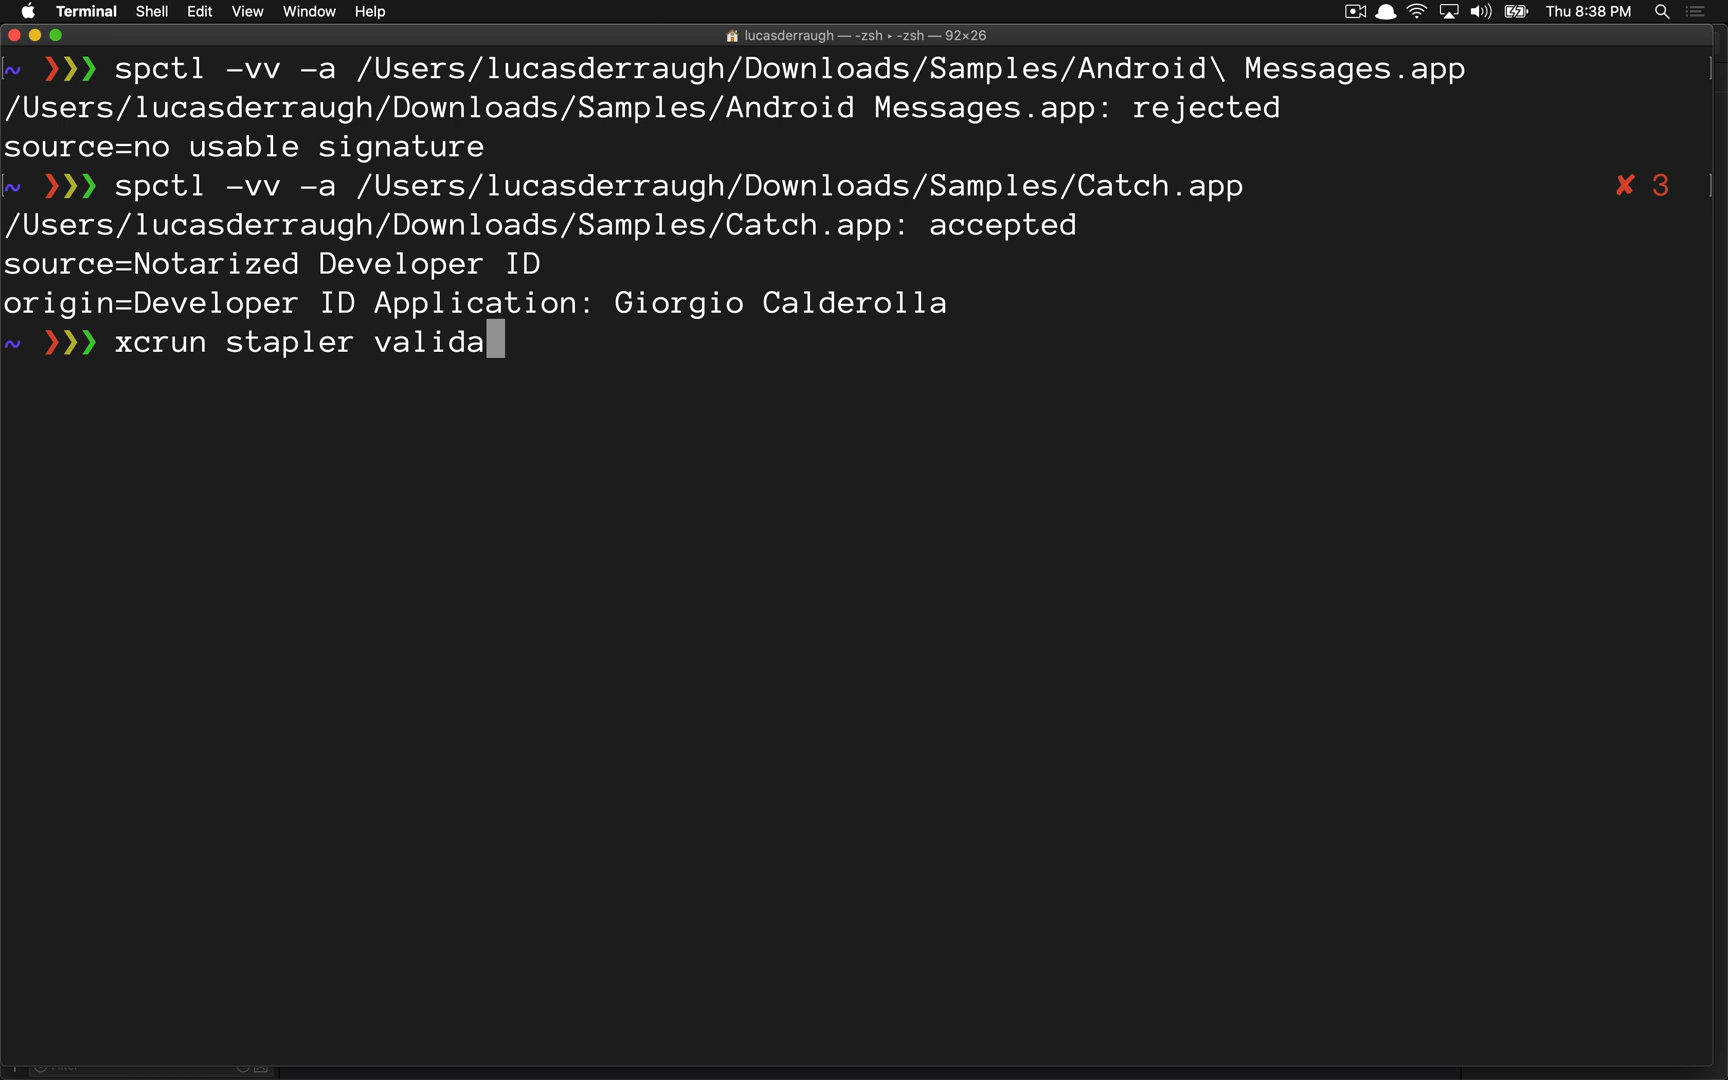 Terminal Shell Edit View Window Help Thu 8:38 PM
lucasderraugh — -zsh ▸ -zsh — 92×26
~ ❯❯❯ spctl -vv -a /Users/lucasderraugh/Downloads/Samples/Android\ Messages.app
/Users/lucasderraugh/Downloads/Samples/Android Messages.app: rejected
source=no usable signature
~ ❯❯❯ spctl -vv -a /Users/lucasderraugh/Downloads/Samples/Catch.app ✘ 3
/Users/lucasderraugh/Downloads/Samples/Catch.app: accepted
source=Notarized Developer ID
origin=Developer ID Application: Giorgio Calderolla
~ ❯❯❯ xcrun stapler valida